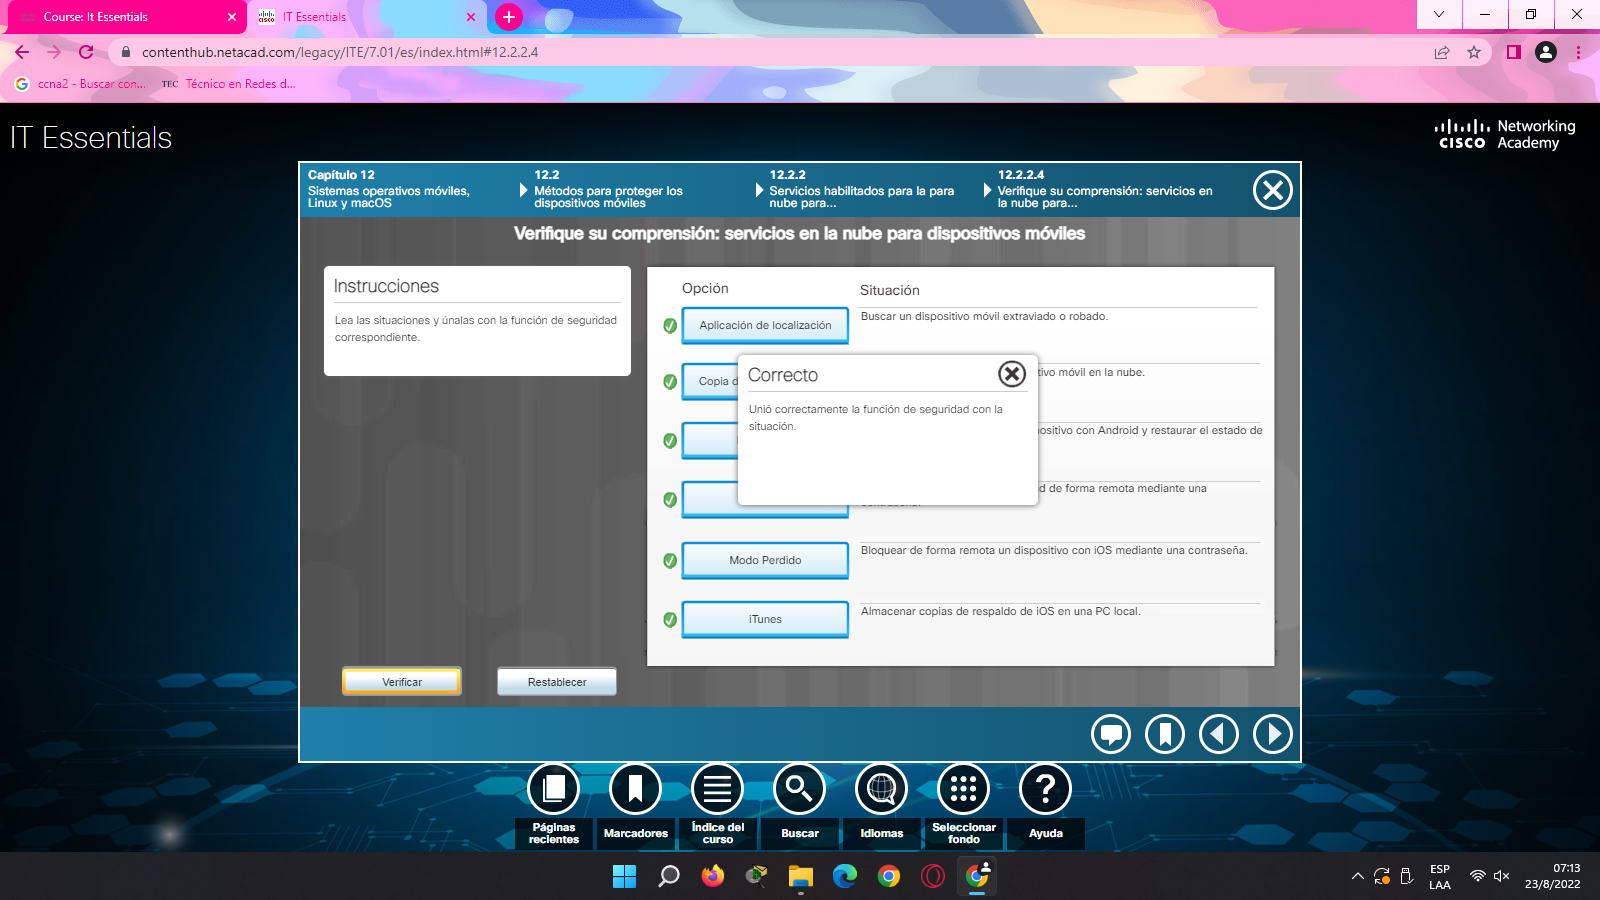 Course: It Essentials
IT Essentials
contenthub.netacad.com/legacy/ITE/7.01/es/index.html#12.2.2.4
ccna2 - Buscar con...
TEC Técnico en Redes d...
IT Essentials
CISCO
Networking
Academy
Capítulo 12
Sistemas operativos móviles,
Linux y macOS
12.2
Métodos para proteger los
dispositivos móviles
12.2.2
Servicios habilitados para la para
nube para...
12.2.2.4
Verifique su comprensión: servicios en
la nube para...
Verifique su comprensión: servicios en la nube para dispositivos móviles
Instrucciones
Lea las situaciones y únalas con la función de seguridad
correspondiente.
Opción
Situación
Aplicación de localización
Buscar un dispositivo móvil extraviado o robado.
Copia
móvil en la nube.
con Android y restaurar el estado de
de forma remota mediante una
Correcto
Unió correctamente la función de seguridad con la
situación.
Modo Perdido
Bloquear de forma remota un dispositivo con iOS mediante una contraseña.
iTunes
Almacenar copias de respaldo de iOS en una PC local.
Verificar
Restablecer
Páginas
recientes
Marcadores
Índice del
curso
Buscar
Idiomas
Seleccionar
fondo
Ayuda
ESP
LAA
07:13
23/8/2022